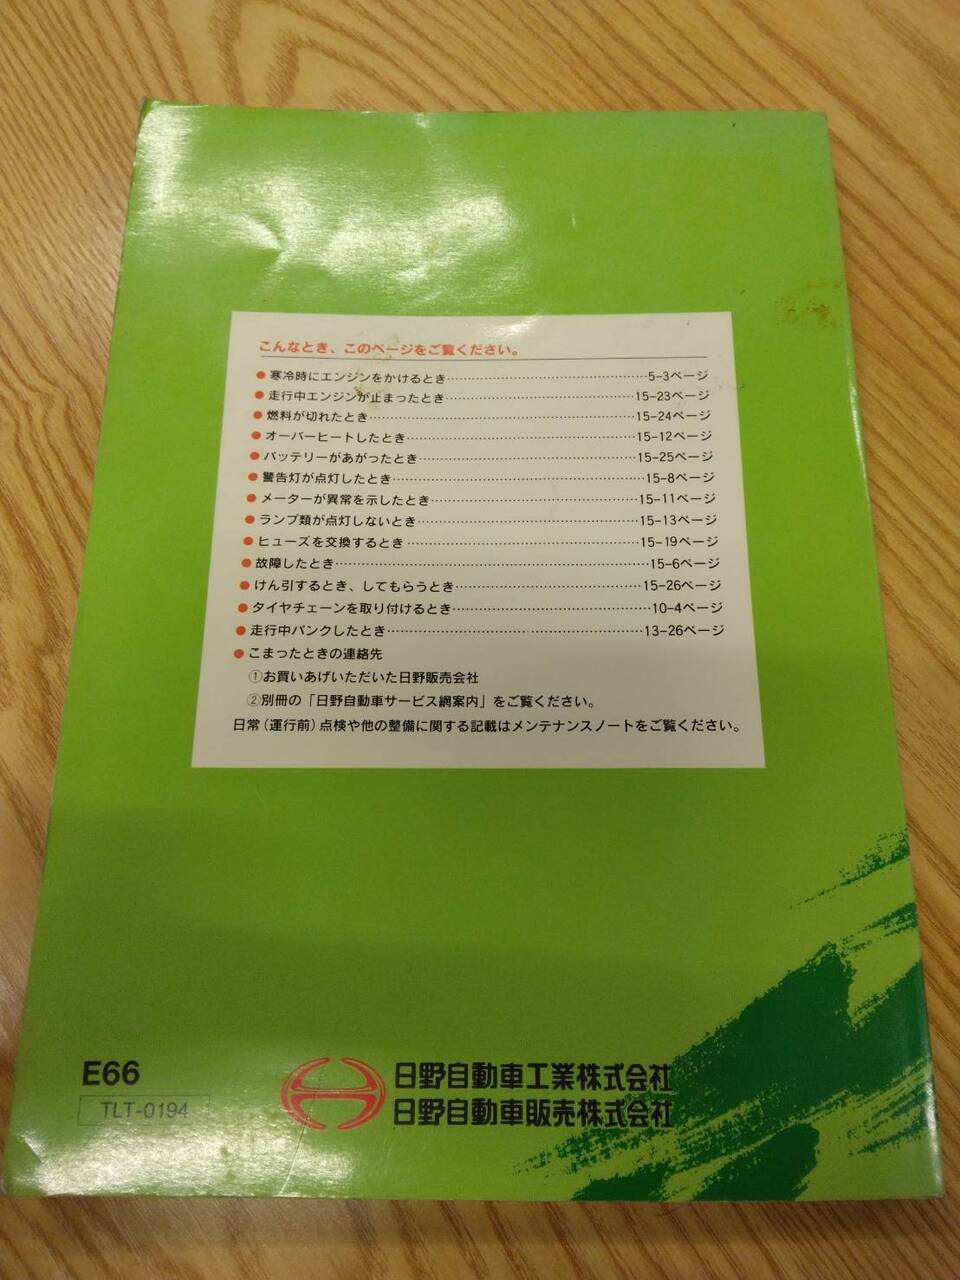 こんなとき、このページをご覧ください。
●寒冷時にエンジンをかけるとき……………………5-3ページ
●走行中エンジンが止まったとき……………………15-23ページ
●燃料が切れたとき……………………15-24ページ
●オーバーヒートしたとき……………………15-12ページ
●バッテリーがあがったとき……………………15-25ページ
●警告灯が点灯したとき……………………15-8ページ
●メーターが異常を示したとき……………………15-11ページ
●ランプ類が点灯しないとき……………………15-13ページ
●ヒューズを交換するとき……………………15-19ページ
●故障したとき……………………15-6ページ
●けん引するとき、してもらうとき……………………15-26ページ
●タイヤチェーンを取り付けるとき……………………10-4ページ
●走行中パンクしたとき……………………13-26ページ
●こまったときの連絡先
①お買いあげいただいた日野販売会社
②別冊の「日野自動車サービス網案内」をご覧ください。
日常（運行前）点検や他の整備に関する記載はメンテナンスノートをご覧ください。
E66
TLT-0194
日野自動車工業株式会社
日野自動車販売株式会社